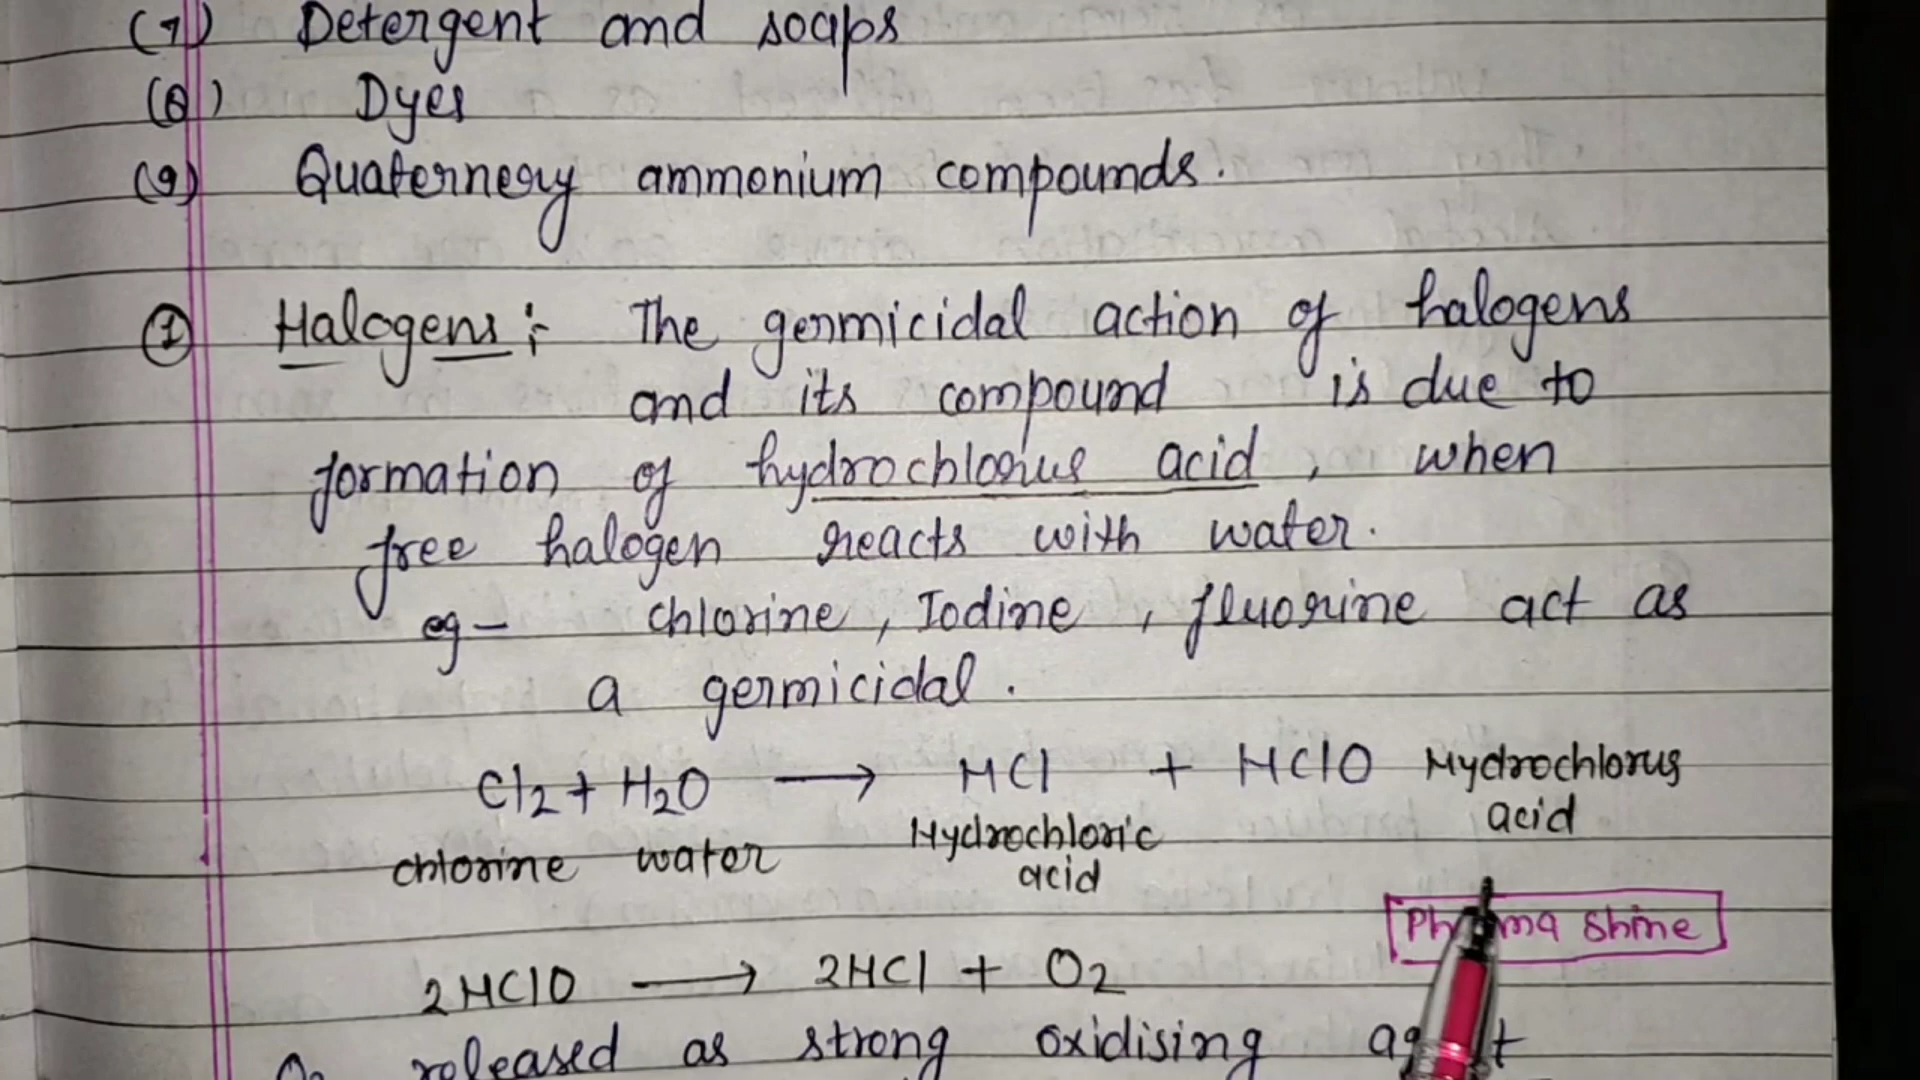 (7) Detergent and soaps
(8) Dyes
(9) Quaternery ammonium compounds.
① Halogens :- The germicidal action of halogens
and its compound is due to
formation of hydrochlorus acid, when
free halogen reacts with water.
eg - chlorine, Iodine, fluorine act as
a germicidal.
Cl2 + H2O → HCl + HClO Hydrochlorus
acid
chlorine water Hydrochloric
acid
Pharma Shine
2HClO → 2HCl + O2
O2 released as strong oxidising agent